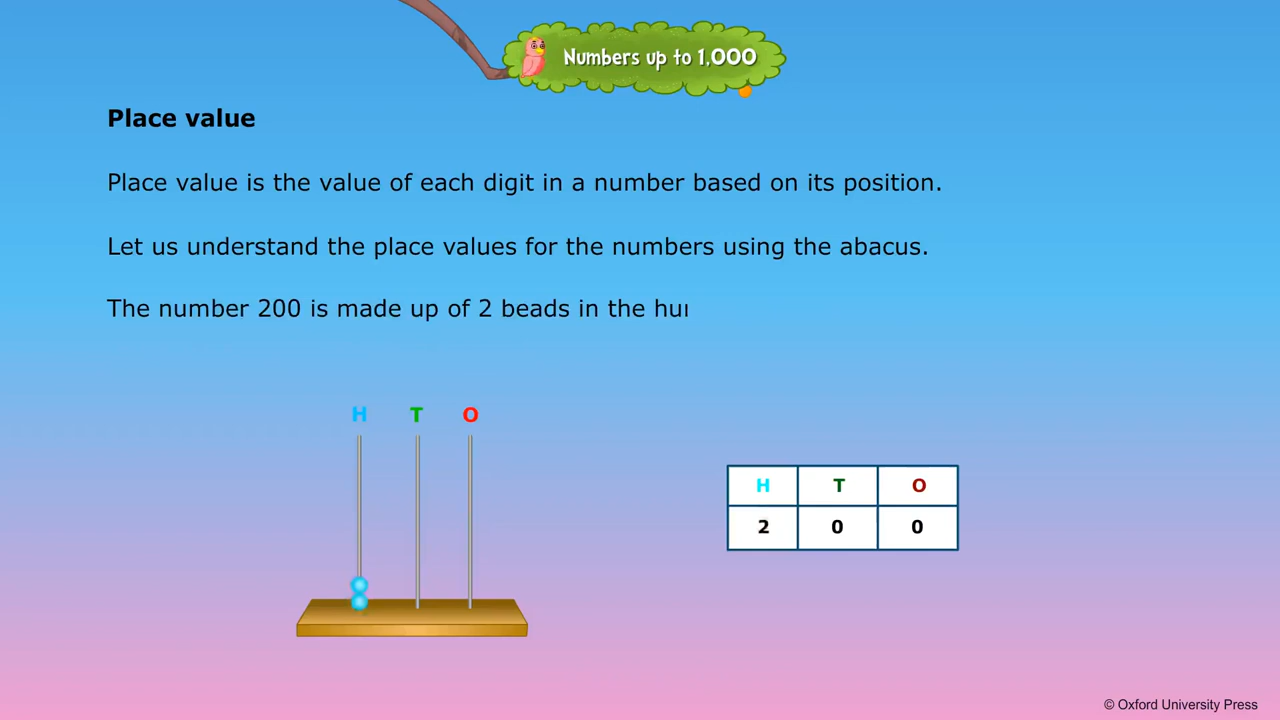 Numbers up to 1,000
Place value
Place value is the value of each digit in a number based on its position.
Let us understand the place values for the numbers using the abacus.
The number 200 is made up of 2 beads in the
H T O
H T O
2 0 0
© Oxford University Press